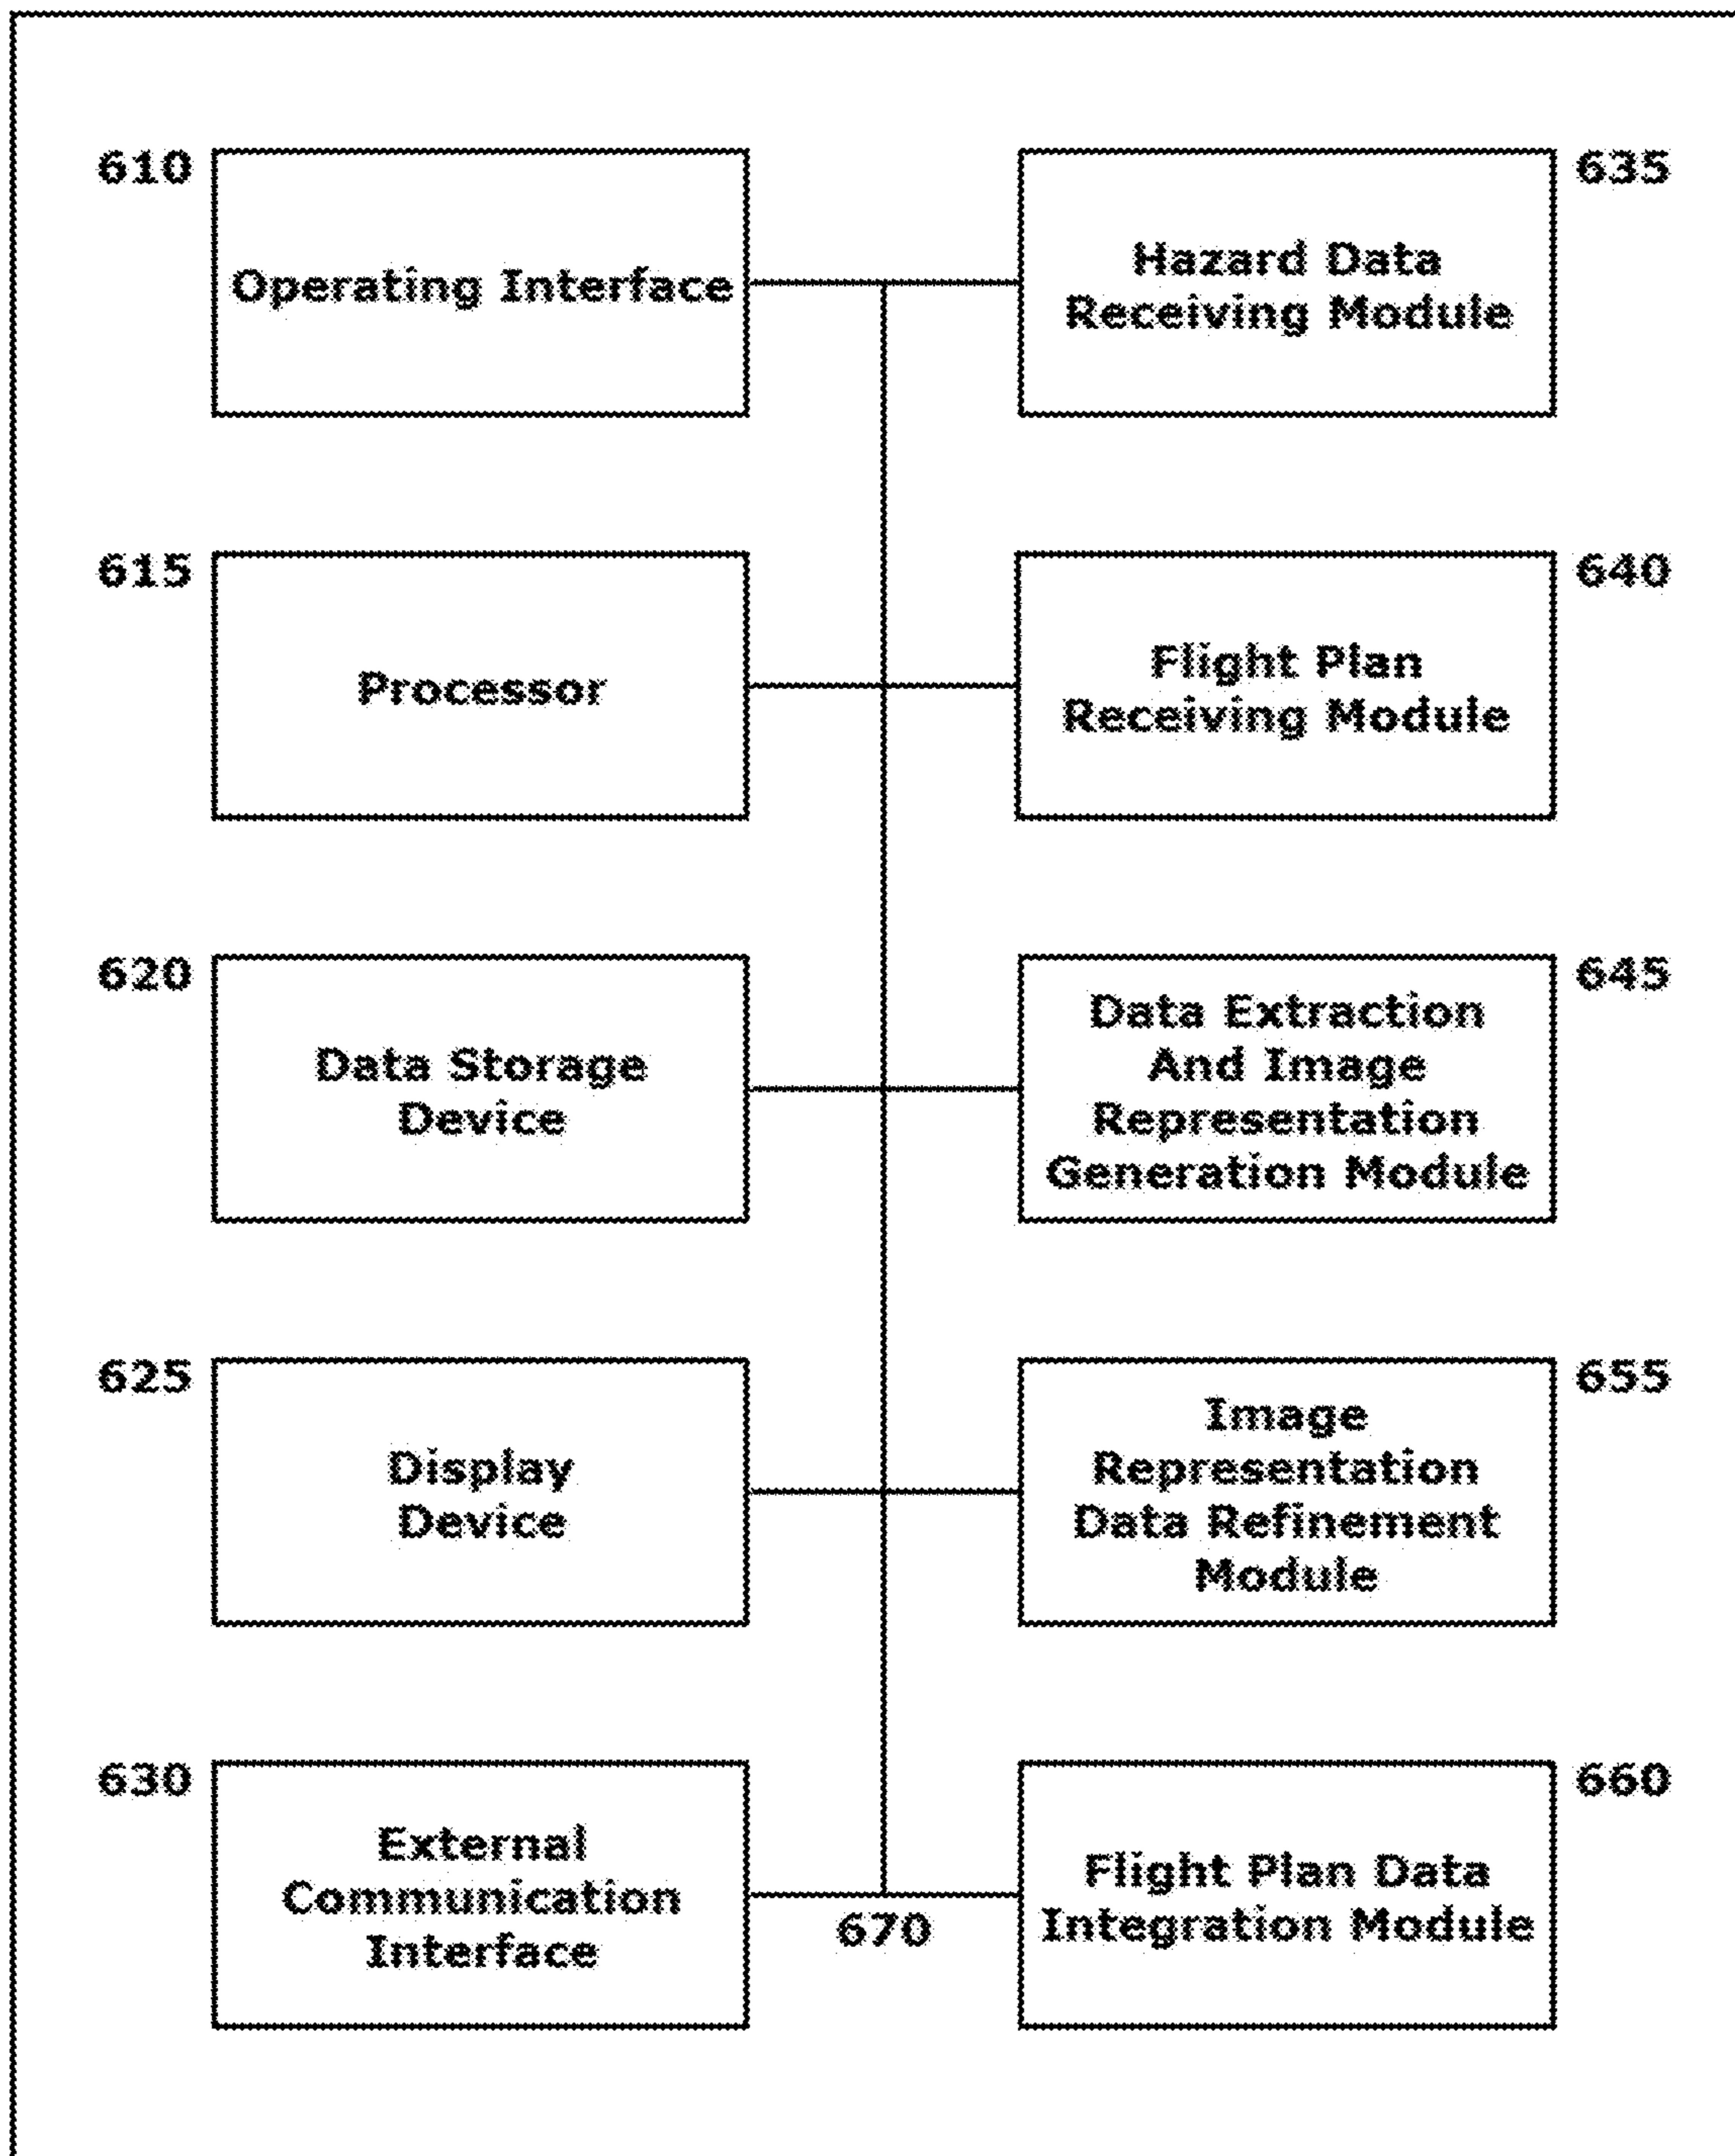 610
Operating Interface
635
Hazard Data
Receiving Module
615
Processor
640
Flight Plan
Receiving Module
620
Data Storage
Device
645
Data Extraction
And Image
Representation
Generation Module
625
Display
Device
655
Image
Representation
Data Refinement
Module
630
External
Communication
Interface
670
660
Flight Plan Data
Integration Module